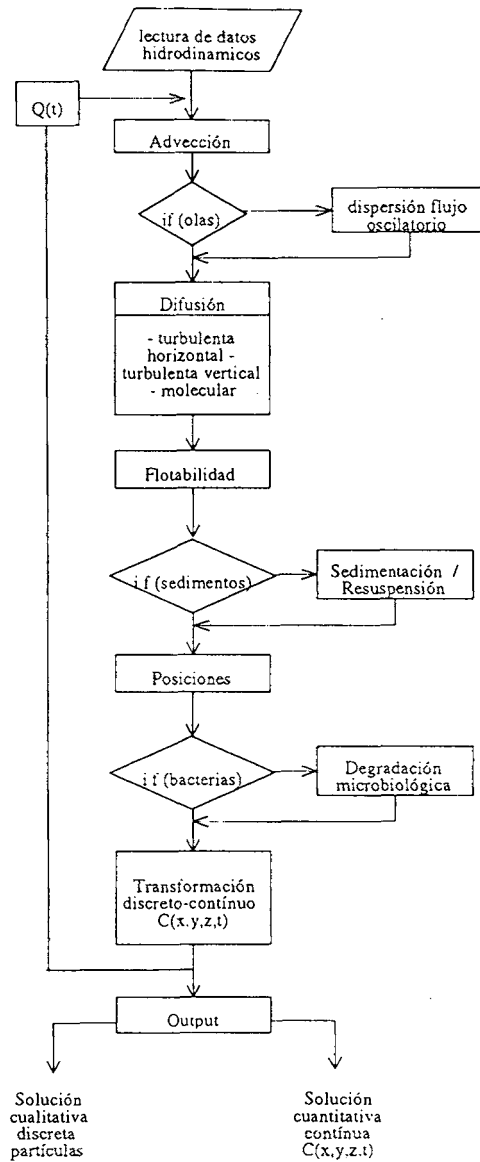 lectura de datos
hidrodinamicos
Q(t)
Advección
if (olas)
dispersión flujo
oscilatorio
Difusión
- turbulenta
horizontal -
turbulenta vertical
- molecular
Flotabilidad
if (sedimentos)
Sedimentación /
Resuspensión
Posiciones
if (bacterias)
Degradación
microbiológica
Transformación
discreto-contínuo
C(x.y,z,t)
Output
Solución
cualitativa
discreta
partículas
Solución
cuantitativa
contínua
C(x,y,z.t)